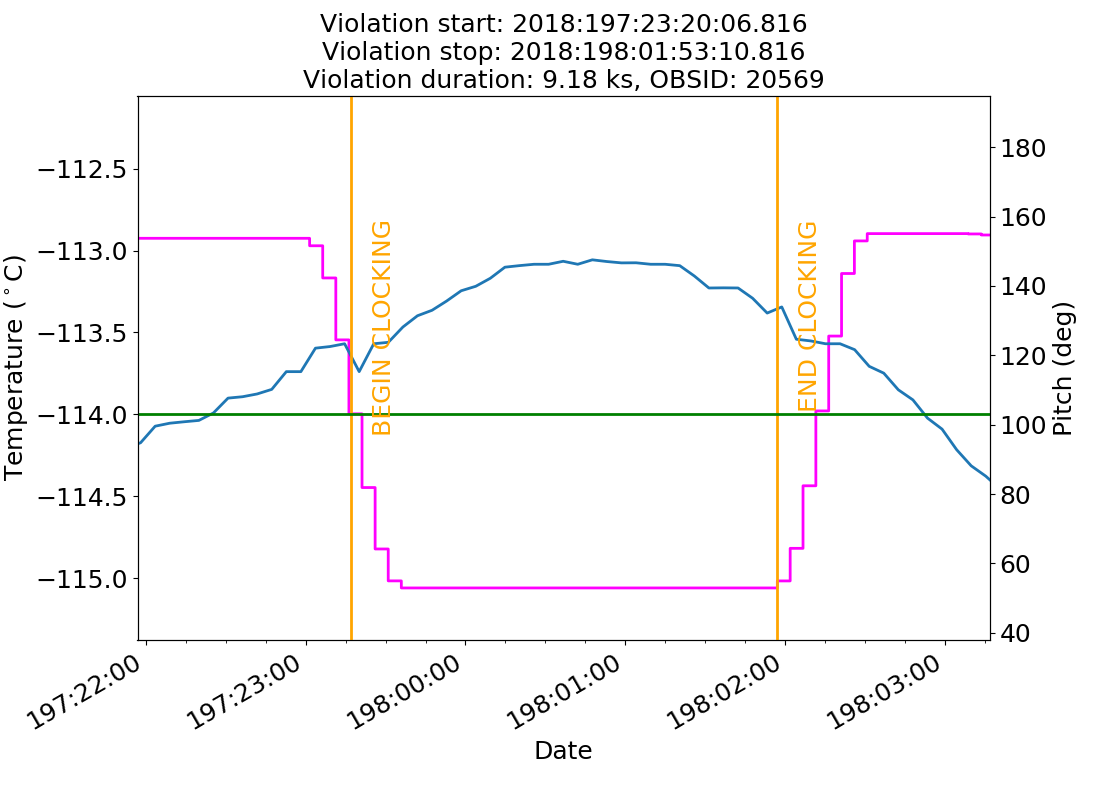 Violation start: 2018:197:23:20:06.816
Violation stop: 2018:198:01:53:10.816
Violation duration: 9.18 ks, OBSID: 20569
−112.5
−113.0
−113.5
−114.0
−114.5
−115.0
Temperature (°C)
BEGIN CLOCKING
END CLOCKING
180
160
140
120
100
80
60
40
Pitch (deg)
197:22:00
197:23:00
198:00:00
198:01:00
198:02:00
198:03:00
Date